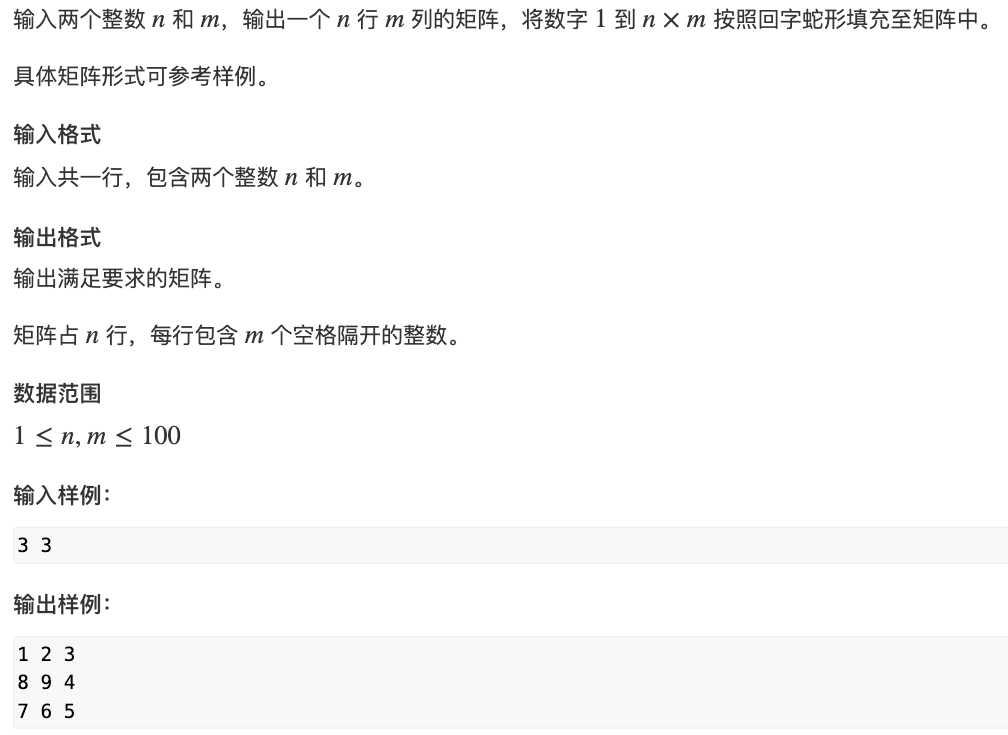 输入两个整数 n 和 m，输出一个 n 行 m 列的矩阵，将数字 1 到 n × m 按照回字蛇形填充至矩阵中。
具体矩阵形式可参考样例。
输入格式
输入共一行，包含两个整数 n 和 m。
输出格式
输出满足要求的矩阵。
矩阵占 n 行，每行包含 m 个空格隔开的整数。
数据范围
1 ≤ n, m ≤ 100
输入样例：
3 3
输出样例：
1 2 3
8 9 4
7 6 5